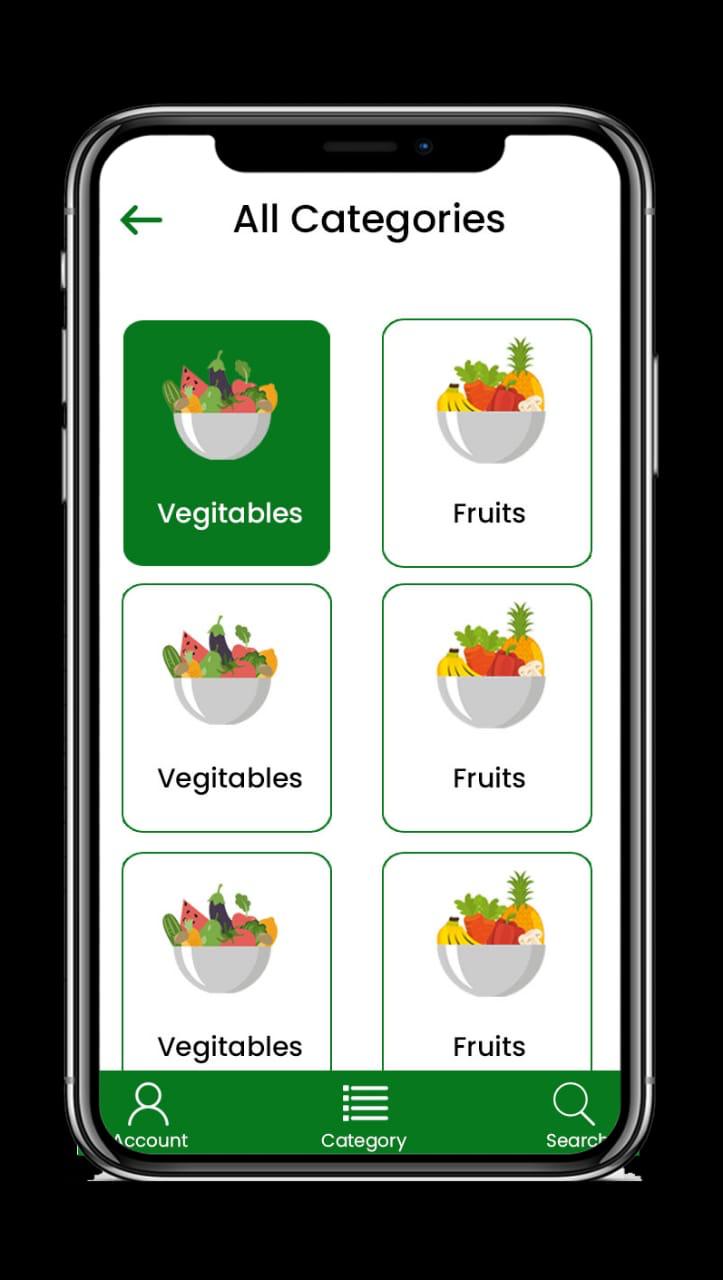 All Categories
Vegitables
Fruits
Vegitables
Fruits
Vegitables
Fruits
Account
Category
Search